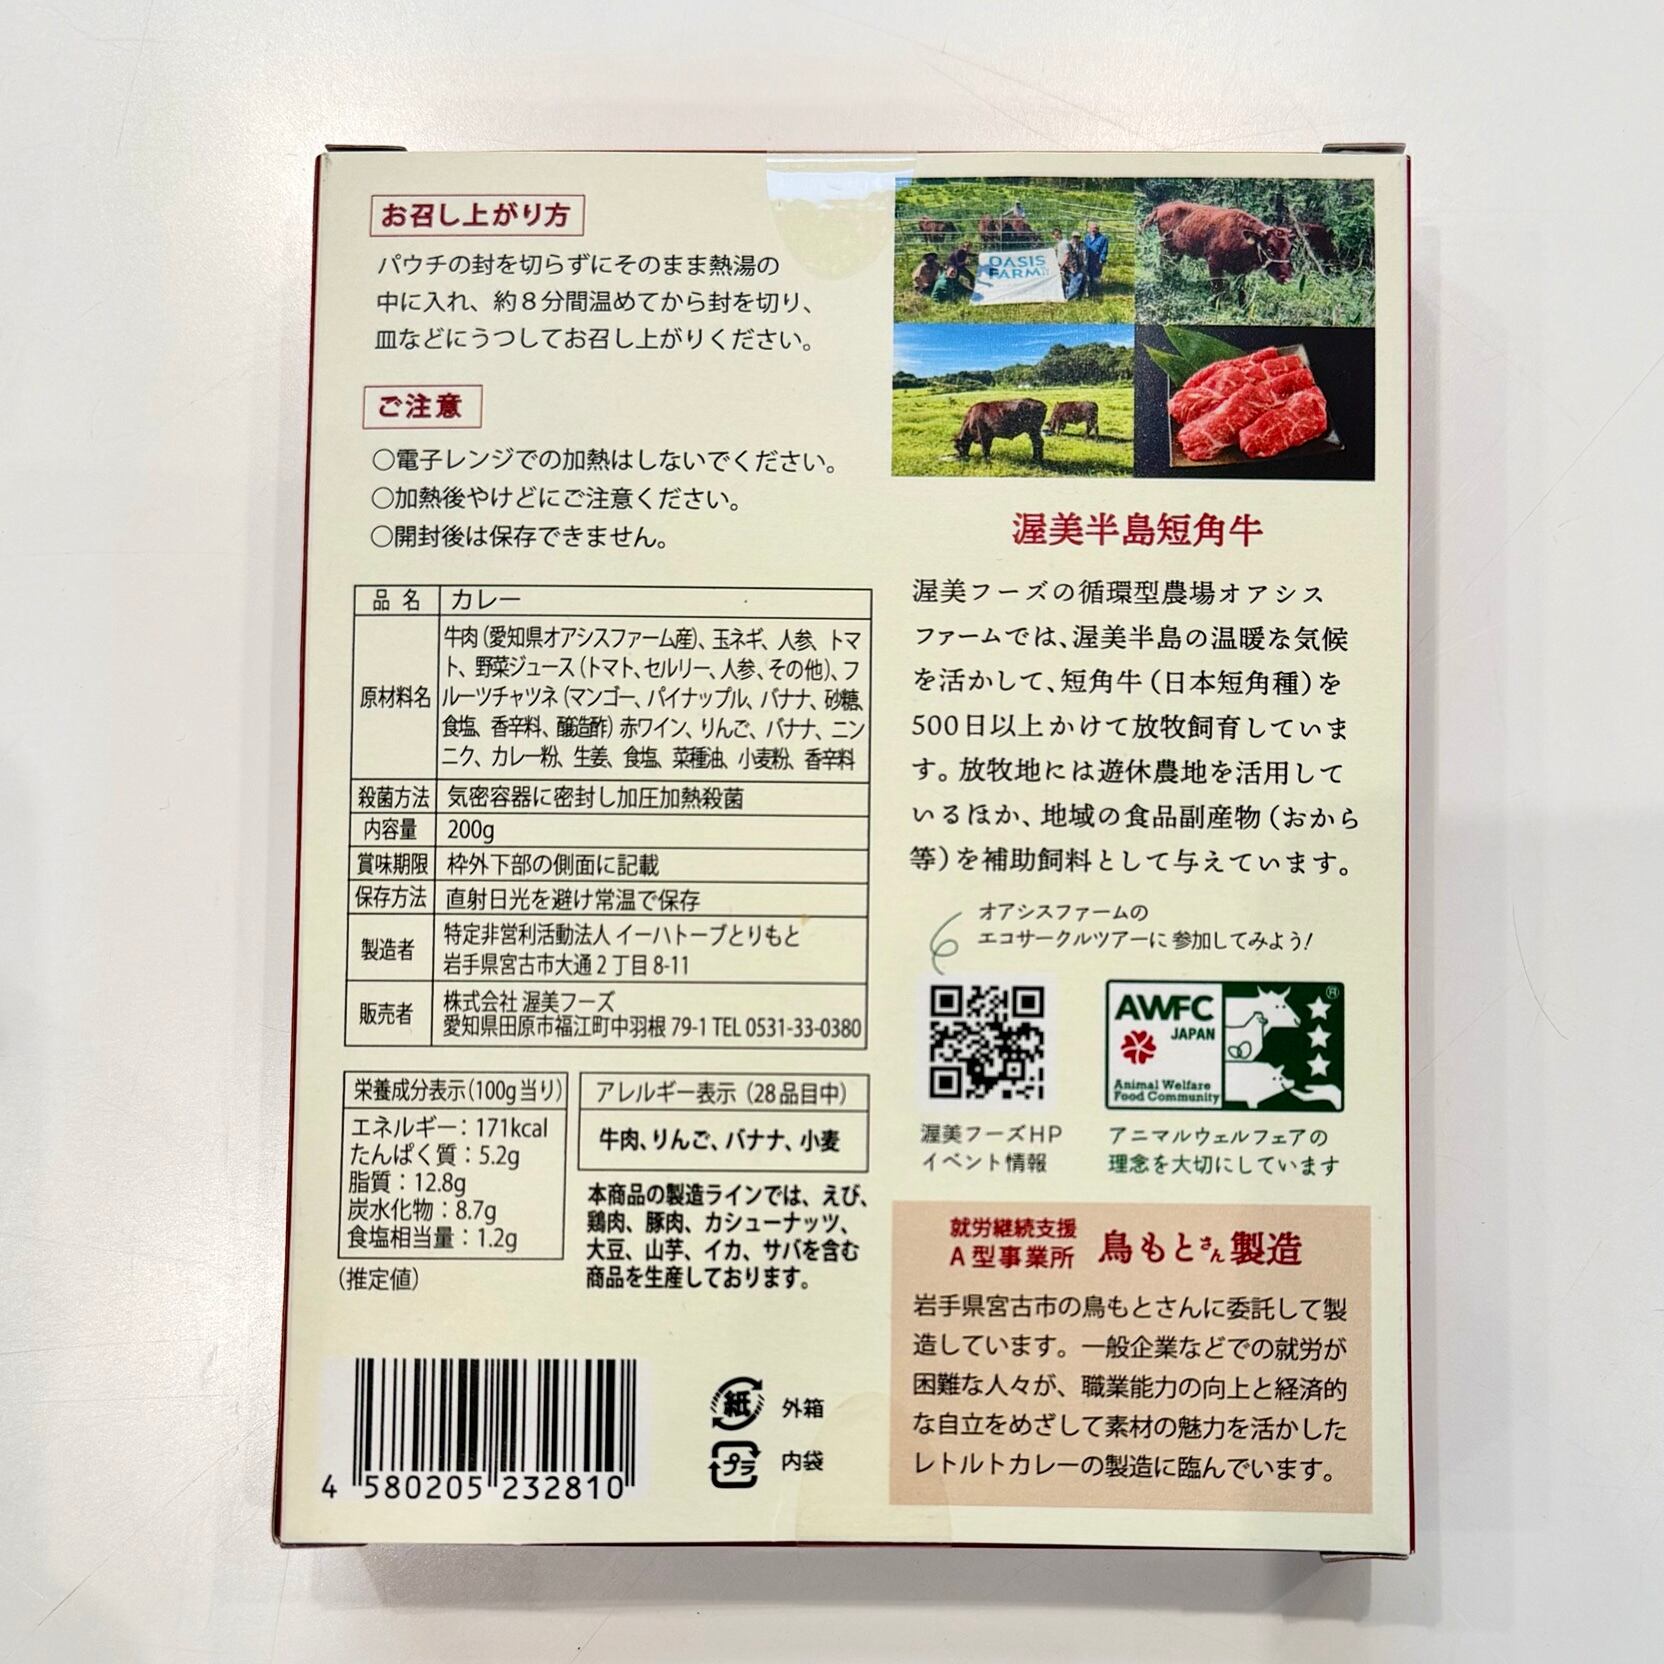 お召し上がり方
パウチの封を切らずにそのまま熱湯の
中に入れ、約8分間温めてから封を切り、
皿などにうつしてお召し上がりください。
ご注意
○電子レンジでの加熱はしないでください。
○加熱後やけどにご注意ください。
○開封後は保存できません。
品名 カレー
原材料名
牛肉(愛知県オアシスファーム産)、玉ネギ、人参、トマ
ト、野菜ジュース(トマト、セルリー、人参、その他)、フ
ルーツチャツネ(マンゴー、パイナップル、バナナ、砂糖、
食塩、香辛料、醸造酢)赤ワイン、りんご、バナナ、ニン
ニク、カレー粉、生姜、食塩、菜種油、小麦粉、香辛料
殺菌方法 気密容器に密封し加圧加熱殺菌
内容量 200g
賞味期限 枠外下部の側面に記載
保存方法 直射日光を避け常温で保存
製造者
特定非営利活動法人 イーハトーブとりもと
岩手県宮古市大通2丁目8-11
販売者
株式会社 渥美フーズ
愛知県田原市福江町中羽根79-1 TEL 0531-33-0380
栄養成分表示(100g当り)
エネルギー:171kcal
たんぱく質:5.2g
脂質:12.8g
炭水化物:8.7g
食塩相当量:1.2g
(推定値)
アレルギー表示(28品目中)
牛肉、りんご、バナナ、小麦
本商品の製造ラインでは、えび、
鶏肉、豚肉、カシューナッツ、
大豆、山芋、イカ、サバを含む
商品を生産しております。
4 580205 232810
紙 外箱
プラ 内袋
OASIS
FARM
渥美半島短角牛
渥美フーズの循環型農場オアシス
ファームでは、渥美半島の温暖な気候
を活かして、短角牛(日本短角種)を
500日以上かけて放牧飼育していま
す。放牧地には遊休農地を活用して
いるほか、地域の食品副産物(おから
等)を補助飼料として与えています。
オアシスファームの
エコサークルツアーに参加してみよう!
渥美フーズHP
イベント情報
AWFC
JAPAN
Animal Welfare
Food Community
®
アニマルウェルフェアの
理念を大切にしています
就労継続支援
A型事業所
鳥もとさん製造
岩手県宮古市の鳥もとさんに委託して製
造しています。一般企業などでの就労が
困難な人々が、職業能力の向上と経済的
な自立をめざして素材の魅力を活かした
レトルトカレーの製造に臨んでいます。